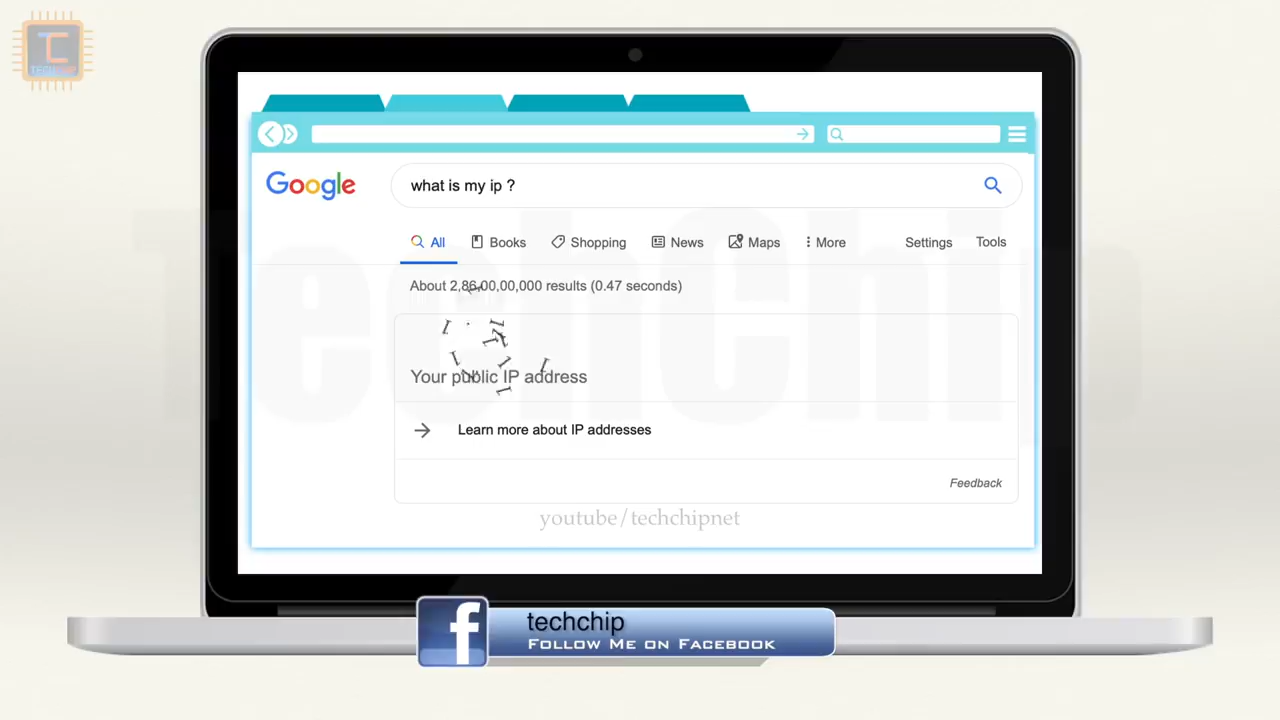 TECHCHIP
Google
what is my ip ?
All Books Shopping News Maps More Settings Tools
About 2,86,00,00,000 results (0.47 seconds)
Your public IP address
Learn more about IP addresses
Feedback
TechChip
youtube/techchipnet
techchip
Follow Me on Facebook